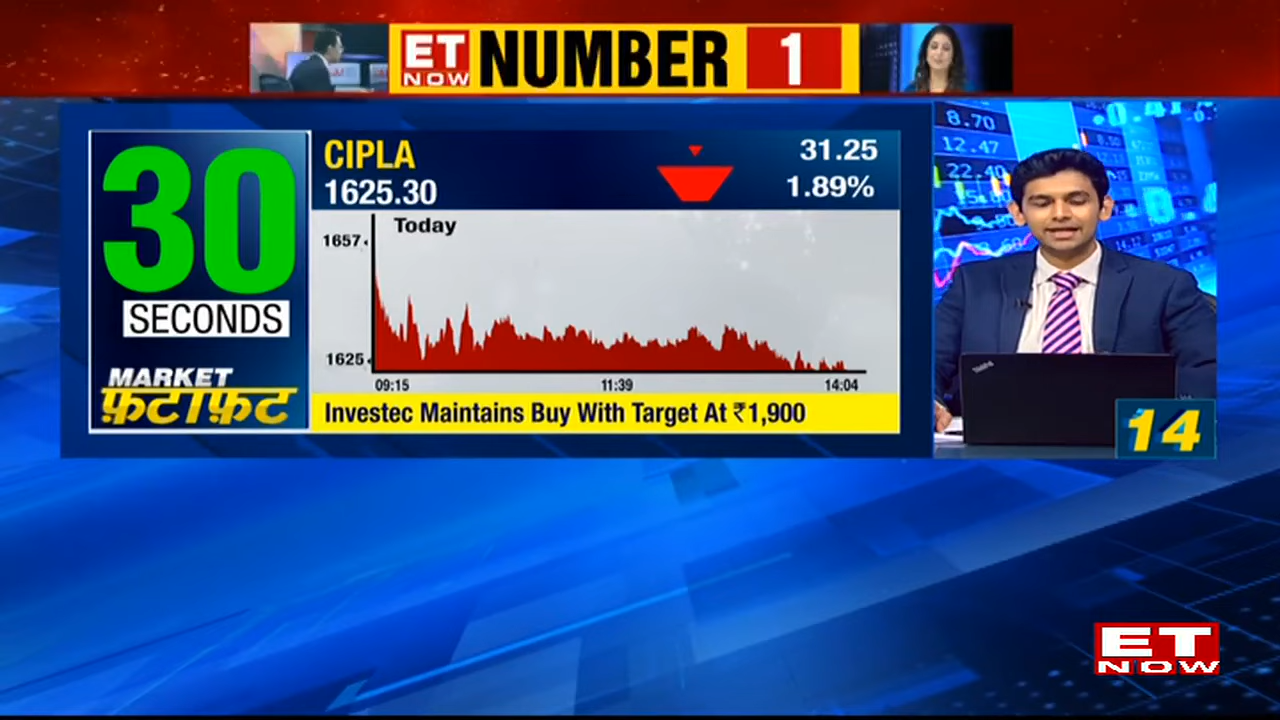 ET
NOW
NUMBER
1
30
SECONDS
MARKET
फ़टाफ़ट
CIPLA
1625.30
31.25
1.89%
Today
1657
1625
09:15
11:39
14:04
Investec Maintains Buy With Target At ₹1,900
8.70
12.47
22.40
ThinkPad
14
ET
NOW